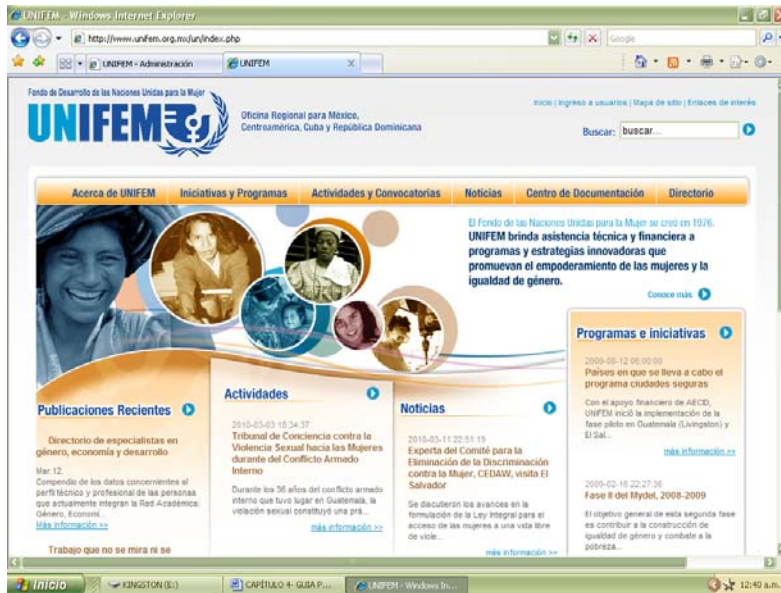 UNIFEM - Windows Internet Explorer
http://www.unifem.org.mx/un/index.php
Google
UNIFEM - Administración
UNIFEM
Fondo de Desarrollo de las Naciones Unidas para la Mujer
UNIFEM
Oficina Regional para México,
Centroamérica, Cuba y República Dominicana
Inicio | Ingreso a usuarios | Mapa de sitio | Enlaces de interés
Buscar: buscar...
Acerca de UNIFEM Iniciativas y Programas Actividades y Convocatorias Noticias Centro de Documentación Directorio
El Fondo de las Naciones Unidas para la Mujer se creó en 1976.
UNIFEM brinda asistencia técnica y financiera a
programas y estrategias innovadoras que
promuevan el empoderamiento de las mujeres y la
igualdad de género.
Conoce más
Publicaciones Recientes
Directorio de especialistas en
género, economía y desarrollo
Mar.12.
Compendio de los datos concernientes al
perfil técnico y profesional de las personas
que actualmente integran la Red Académica:
Género, Economí...
Más información >>
Trabajo que no se mira ni se
Actividades
2010-03-03 18:34:37
Tribunal de Conciencia contra la
Violencia Sexual hacia las Mujeres
durante del Conflicto Armado
Interno
Durante los 36 años del conflicto armado
interno que tuvo lugar en Guatemala, la
violación sexual constituyó una prá...
más información >>
Noticias
2010-03-11 22:51:19
Experta del Comité para la
Eliminación de la Discriminación
contra la Mujer, CEDAW, visita El
Salvador
Se discutieron los avances en la
formulación de la Ley Integral para el
acceso de las mujeres a una vida libre
de viole...
más información >>
Programas e iniciativas
2009-08-12 06:00:00
Países en que se lleva a cabo el
programa ciudades seguras
Con el apoyo financiero de AECID,
UNIFEM inició la implementación de la
fase piloto en Guatemala (Livingston) y
El Sal...
más información >>
2009-02-16 22:27:36
Fase II del Mydel, 2008-2009
El objetivo general de esta segunda fase
es contribuir a la construcción de
igualdad de género y combate a la
pobreza...
Inicio
KINGSTON (E:)
CAPÍTULO 4- GUIA P...
UNIFEM - Windows In...
12:40 a.m.